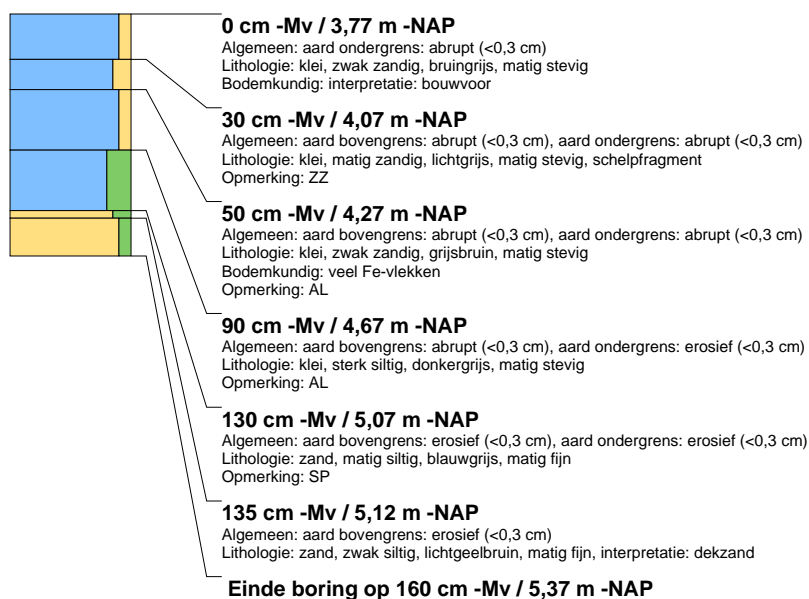 0 cm -Mv / 3,77 m -NAP
Algemeen: aard ondergrens: abrupt (<0,3 cm)
Lithologie: klei, zwak zandig, bruingrijs, matig stevig
Bodemkundig: interpretatie: bouwvoor
30 cm -Mv / 4,07 m -NAP
Algemeen: aard bovengrens: abrupt (<0,3 cm), aard ondergrens: abrupt (<0,3 cm)
Lithologie: klei, matig zandig, lichtgrijs, matig stevig, schelpfragment
Opmerking: ZZ
50 cm -Mv / 4,27 m -NAP
Algemeen: aard bovengrens: abrupt (<0,3 cm), aard ondergrens: abrupt (<0,3 cm)
Lithologie: klei, zwak zandig, grijsbruin, matig stevig
Bodemkundig: veel Fe-vlekken
Opmerking: AL
90 cm -Mv / 4,67 m -NAP
Algemeen: aard bovengrens: abrupt (<0,3 cm), aard ondergrens: erosief (<0,3 cm)
Lithologie: klei, sterk siltig, donkergrijs, matig stevig
Opmerking: AL
130 cm -Mv / 5,07 m -NAP
Algemeen: aard bovengrens: erosief (<0,3 cm), aard ondergrens: erosief (<0,3 cm)
Lithologie: zand, matig siltig, blauwgrijs, matig fijn
Opmerking: SP
135 cm -Mv / 5,12 m -NAP
Algemeen: aard bovengrens: erosief (<0,3 cm)
Lithologie: zand, zwak siltig, lichtgeelbruin, matig fijn, interpretatie: dekzand
Einde boring op 160 cm -Mv / 5,37 m -NAP